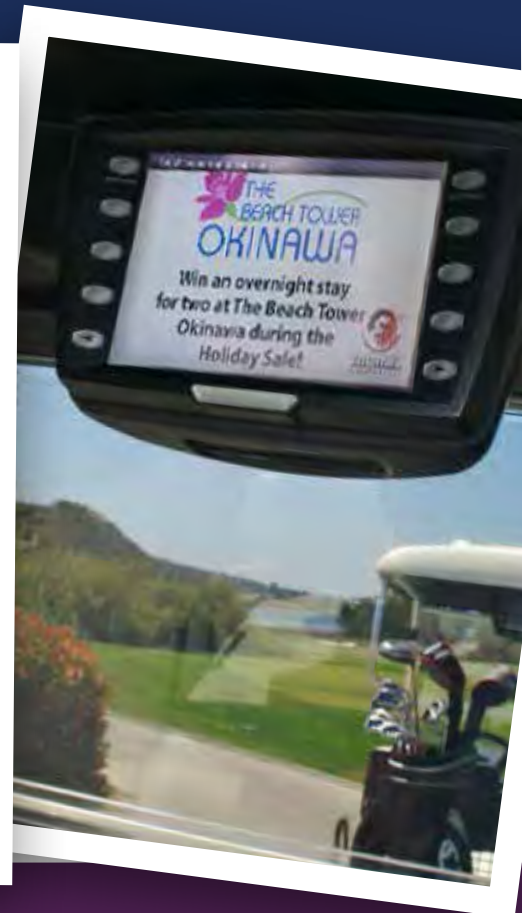 THE
BEACH TOWER
OKINAWA
Win an overnight stay
for two at The Beach Tower
Okinawa during the
Holiday Sale!